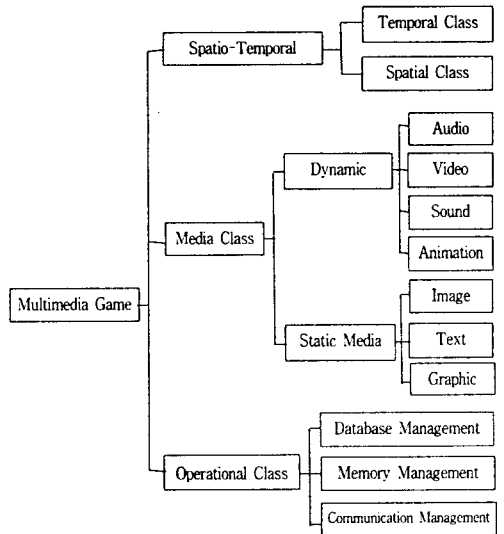 Temporal Class
Spatio-Temporal
Spatial Class
Audio
Dynamic
Video
Sound
Media Class
Animation
Multimedia Game
Image
Static Media
Text
Graphic
Database Management
Operational Class
Memory Management
Communication Management